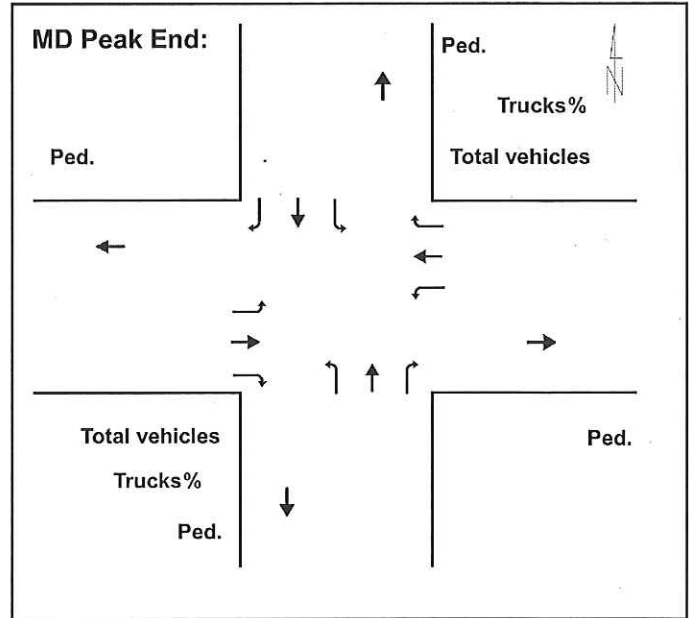 MD Peak End:
Ped.
N
Trucks%
Ped.
Total vehicles
Total vehicles
Ped.
Trucks%
Ped.